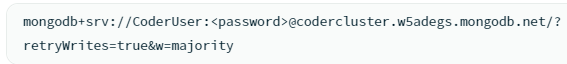 mongodb+srv://CoderUser:<password>@codercluster.w5adegs.mongodb.net/?
retryWrites=true&w=majority